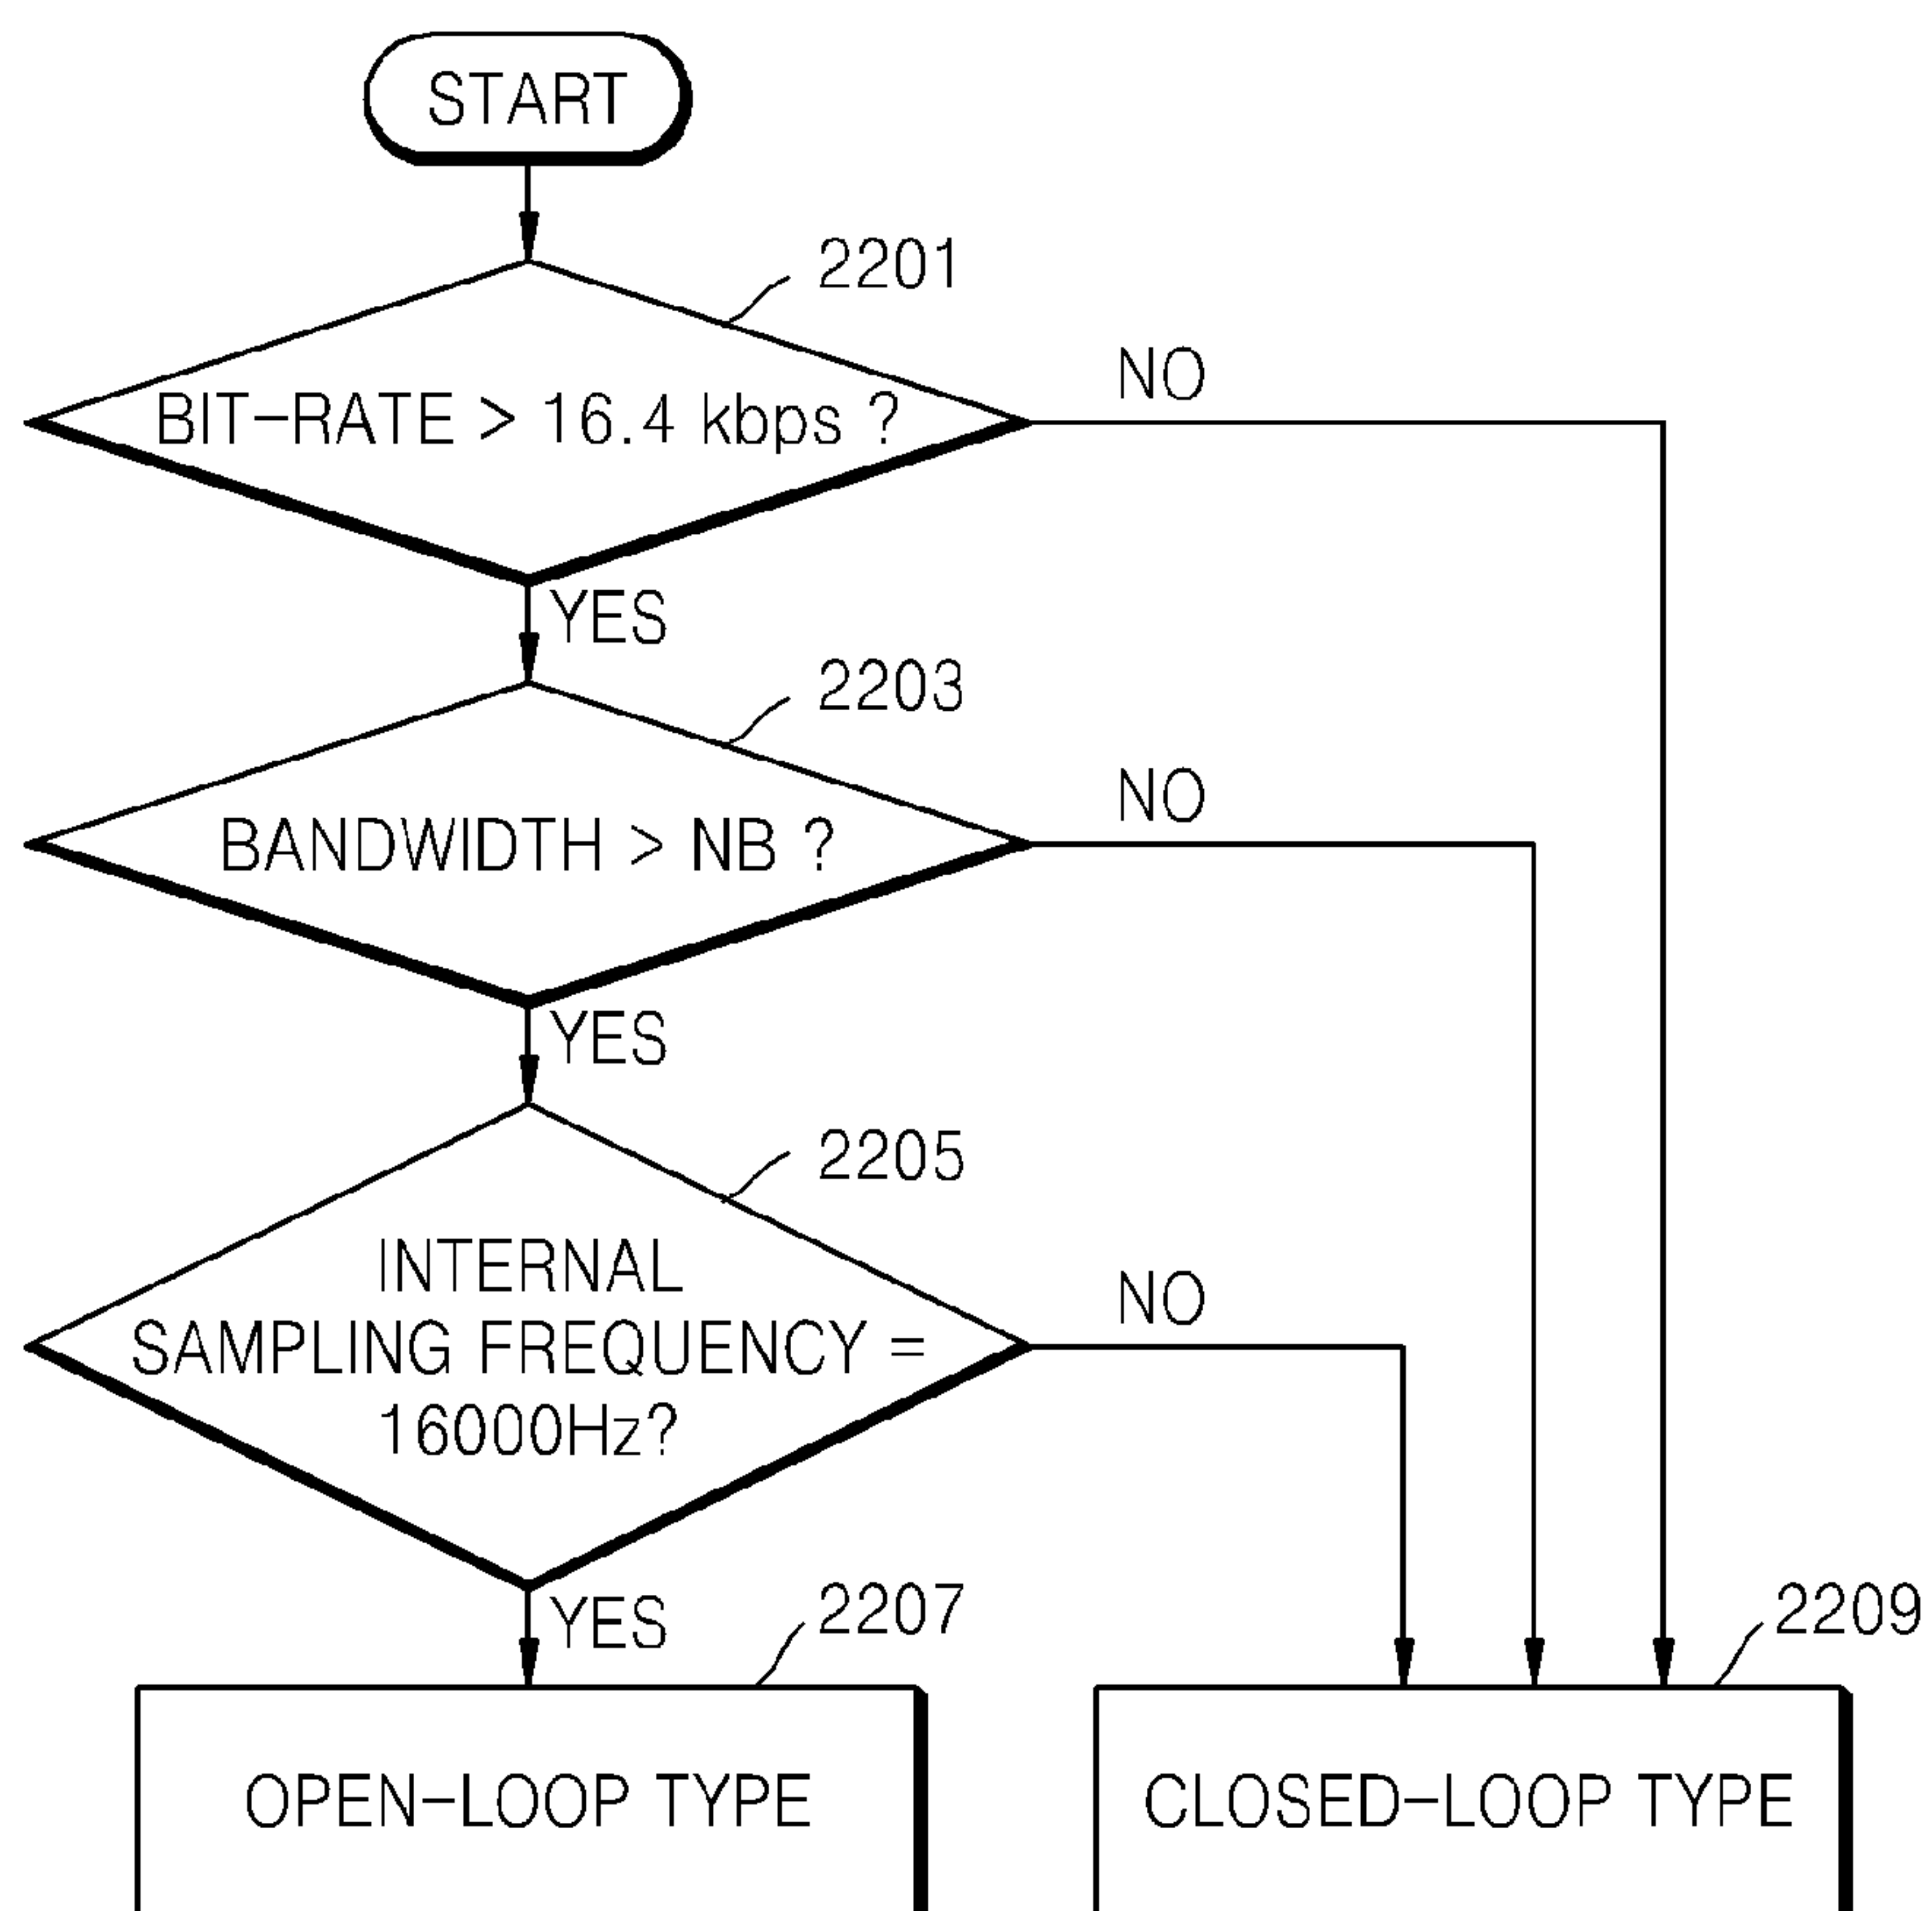 START
2201
NO
BIT-RATE > 16.4 kbps ?
YES
2203
NO
BANDWIDTH > NB ?
YES
2205
INTERNAL
NO
SAMPLING FREQUENCY =
16000Hz?
YES
2207
2209
OPEN-LOOP TYPE
CLOSED-LOOP TYPE